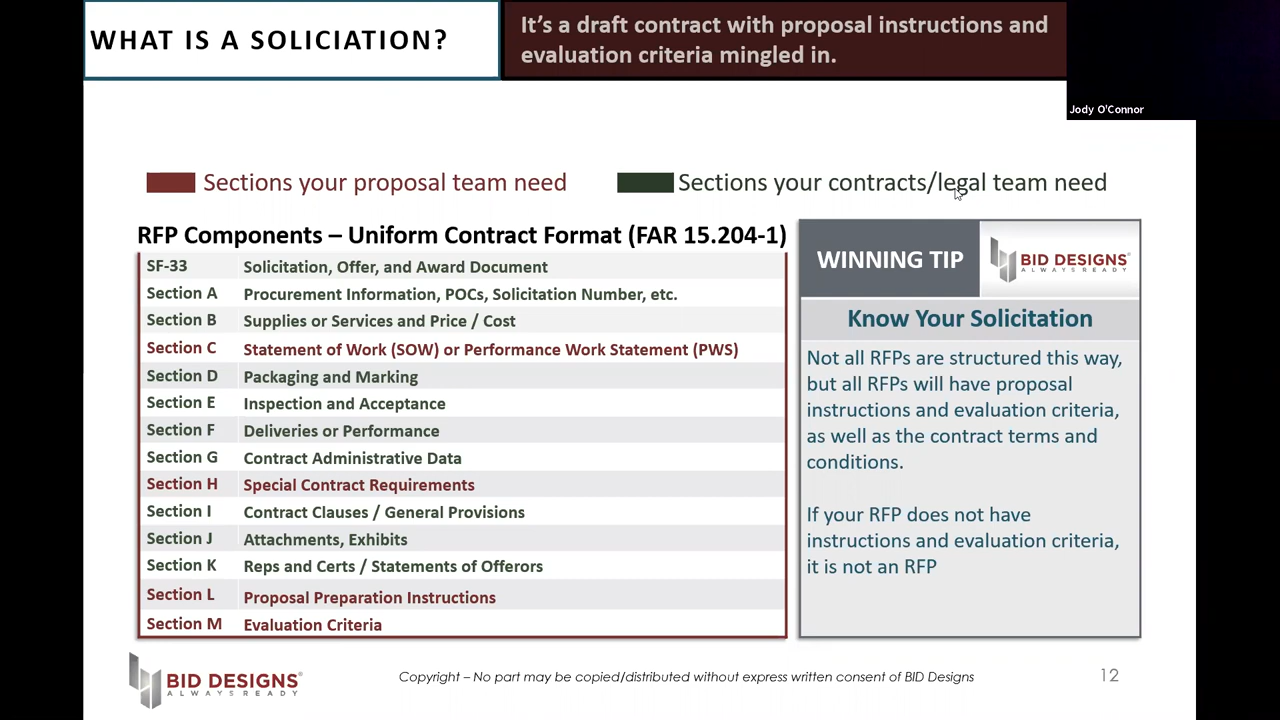 WHAT IS A SOLICIATION?
It's a draft contract with proposal instructions and
evaluation criteria mingled in.
Jody O'Connor
Sections your proposal team need
Sections your contracts/legal team need
RFP Components – Uniform Contract Format (FAR 15.204-1)
SF-33 Solicitation, Offer, and Award Document
Section A Procurement Information, POCs, Solicitation Number, etc.
Section B Supplies or Services and Price / Cost
Section C Statement of Work (SOW) or Performance Work Statement (PWS)
Section D Packaging and Marking
Section E Inspection and Acceptance
Section F Deliveries or Performance
Section G Contract Administrative Data
Section H Special Contract Requirements
Section I Contract Clauses / General Provisions
Section J Attachments, Exhibits
Section K Reps and Certs / Statements of Offerors
Section L Proposal Preparation Instructions
Section M Evaluation Criteria
WINNING TIP
BID DESIGNS®
ALWAYS READY
Know Your Solicitation
Not all RFPs are structured this way,
but all RFPs will have proposal
instructions and evaluation criteria,
as well as the contract terms and
conditions.
If your RFP does not have
instructions and evaluation criteria,
it is not an RFP
BID DESIGNS®
ALWAYS READY
Copyright – No part may be copied/distributed without express written consent of BID Designs
12